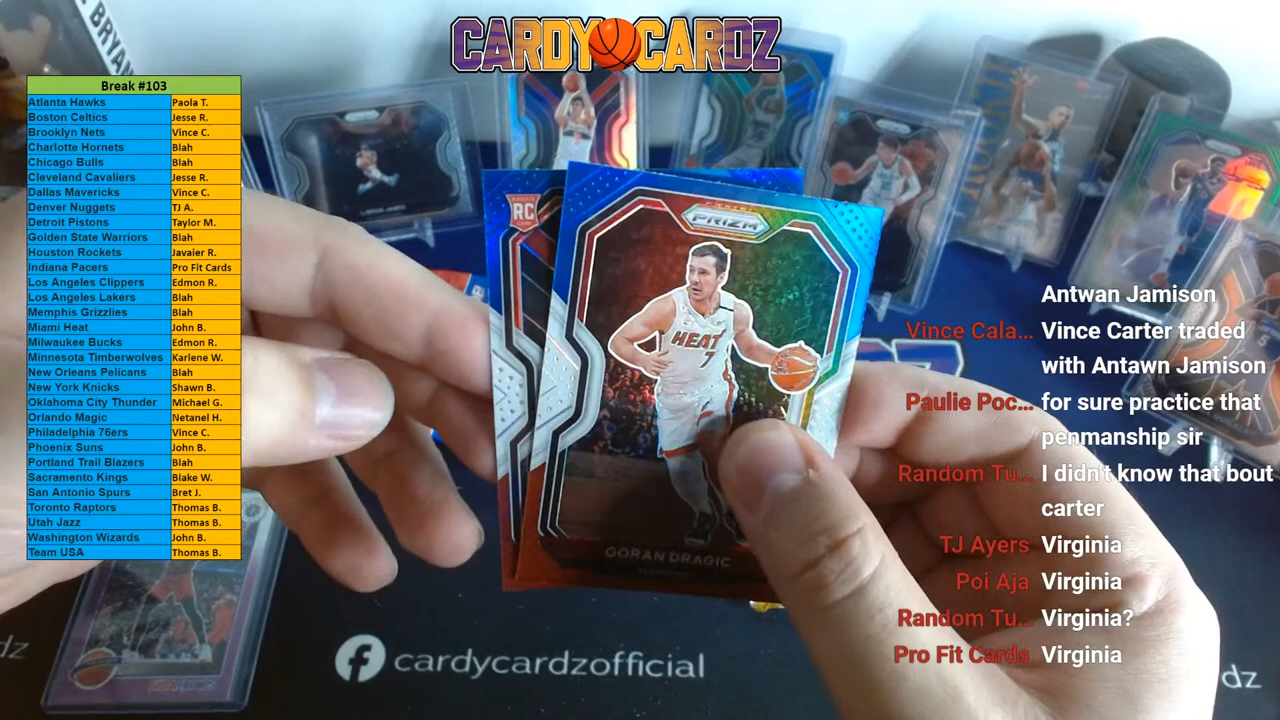 BRYAN
CARDY CARDZ
Break #103
Atlanta Hawks Paola T.
Boston Celtics Jesse R.
Brooklyn Nets Vince C.
Charlotte Hornets Blah
Chicago Bulls Blah
Cleveland Cavaliers Jesse R.
Dallas Mavericks Vince C.
Denver Nuggets TJ A.
Detroit Pistons Taylor M.
Golden State Warriors Blah
Houston Rockets Javaier R.
Indiana Pacers Pro Fit Cards
Los Angeles Clippers Edmon R.
Los Angeles Lakers Blah
Memphis Grizzlies Blah
Miami Heat John B.
Milwaukee Bucks Edmon R.
Minnesota Timberwolves Karlene W.
New Orleans Pelicans Blah
New York Knicks Shawn B.
Oklahoma City Thunder Michael G.
Orlando Magic Netanel H.
Philadelphia 76ers Vince C.
Phoenix Suns John B.
Portland Trail Blazers Blah
Sacramento Kings Blake W.
San Antonio Spurs Bret J.
Toronto Raptors Thomas B.
Utah Jazz Thomas B.
Washington Wizards John B.
Team USA Thomas B.
RC
PANINI
PRIZM
HEAT
7
GORAN DRAGIC
Antwan Jamison
Vince Cala... Vince Carter traded
with Antawn Jamison
Paulie Poc... for sure practice that
penmanship sir
Random Tu... I didn't know that bout
carter
TJ Ayers Virginia
Poi Aja Virginia
Random Tu... Virginia?
Pro Fit Cards Virginia
cardycardzofficial
dz